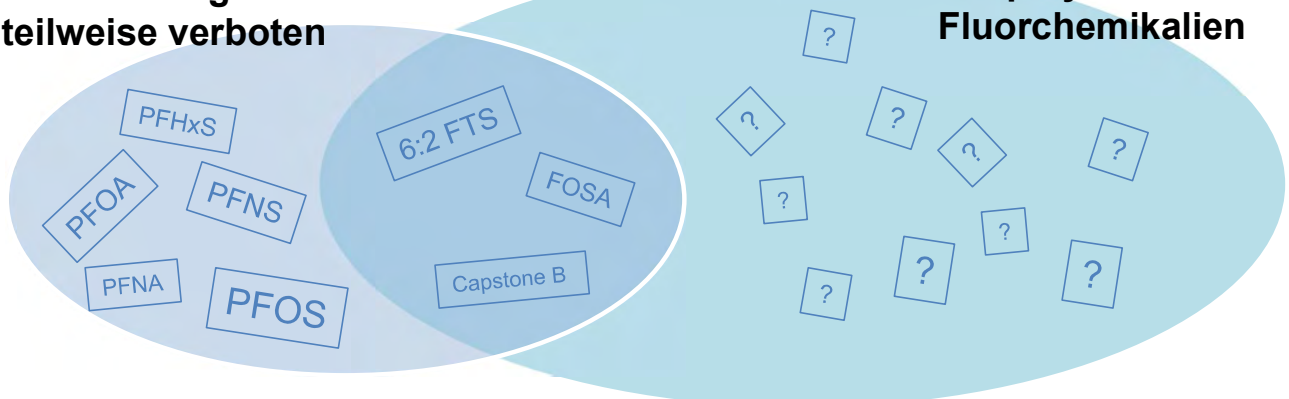 teilweise verboten
Fluorchemikalien
PFHxS
PFOA
PFNS
PFNA
PFOS
6:2 FTS
FOSA
Capstone B
?
?
?
?
?
?
?
?
?
?